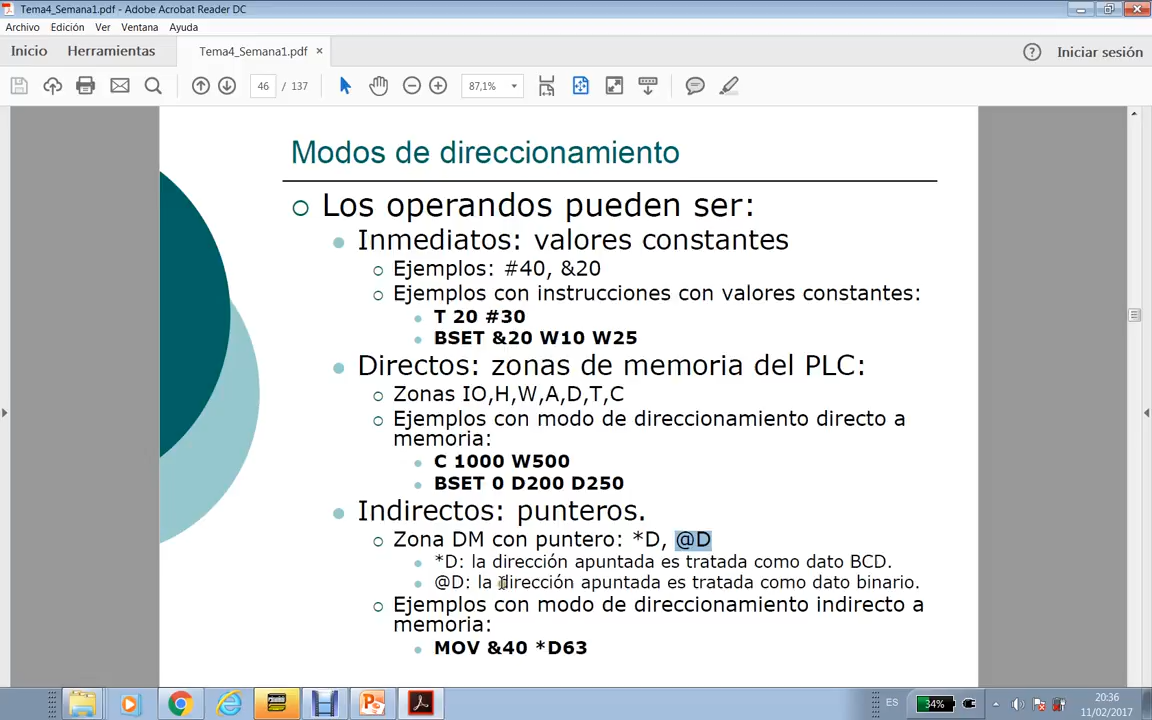 Tema4_Semana1.pdf - Adobe Acrobat Reader DC
Archivo Edición Ver Ventana Ayuda
Inicio Herramientas Tema4_Semana1.pdf × ? Iniciar sesión
46 / 137 87,1%
Modos de direccionamiento
Los operandos pueden ser:
Inmediatos: valores constantes
Ejemplos: #40, &20
Ejemplos con instrucciones con valores constantes:
T 20 #30
BSET &20 W10 W25
Directos: zonas de memoria del PLC:
Zonas IO,H,W,A,D,T,C
Ejemplos con modo de direccionamiento directo a
memoria:
C 1000 W500
BSET 0 D200 D250
Indirectos: punteros.
Zona DM con puntero: *D, @D
*D: la dirección apuntada es tratada como dato BCD.
@D: la dirección apuntada es tratada como dato binario.
Ejemplos con modo de direccionamiento indirecto a
memoria:
MOV &40 *D63
ES 34% 20:36
11/02/2017